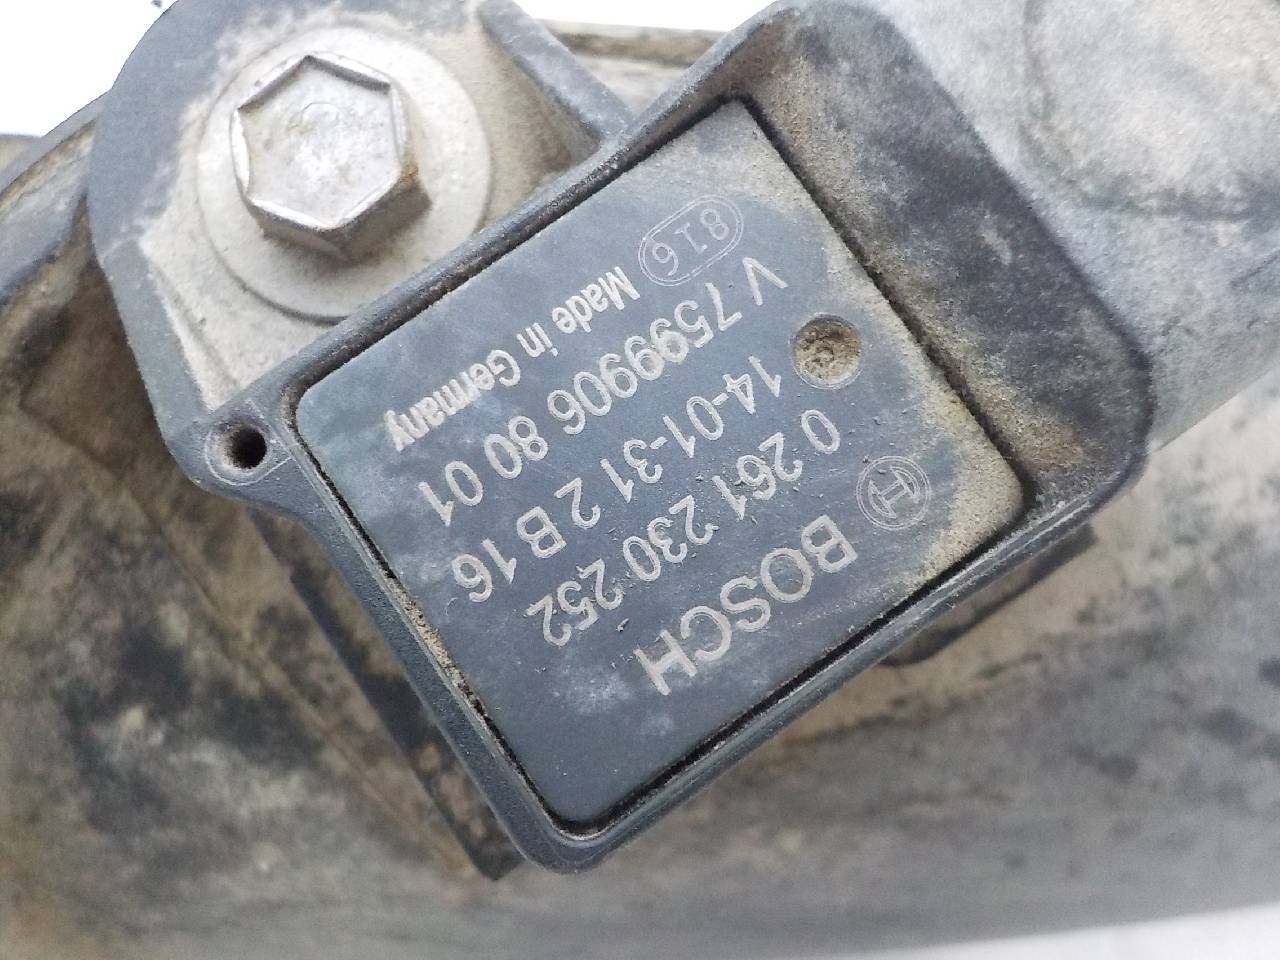 BOSCH
0 261 230 252
14-01-31 2 B 16
V 7599906 80 01
Made in Germany
816